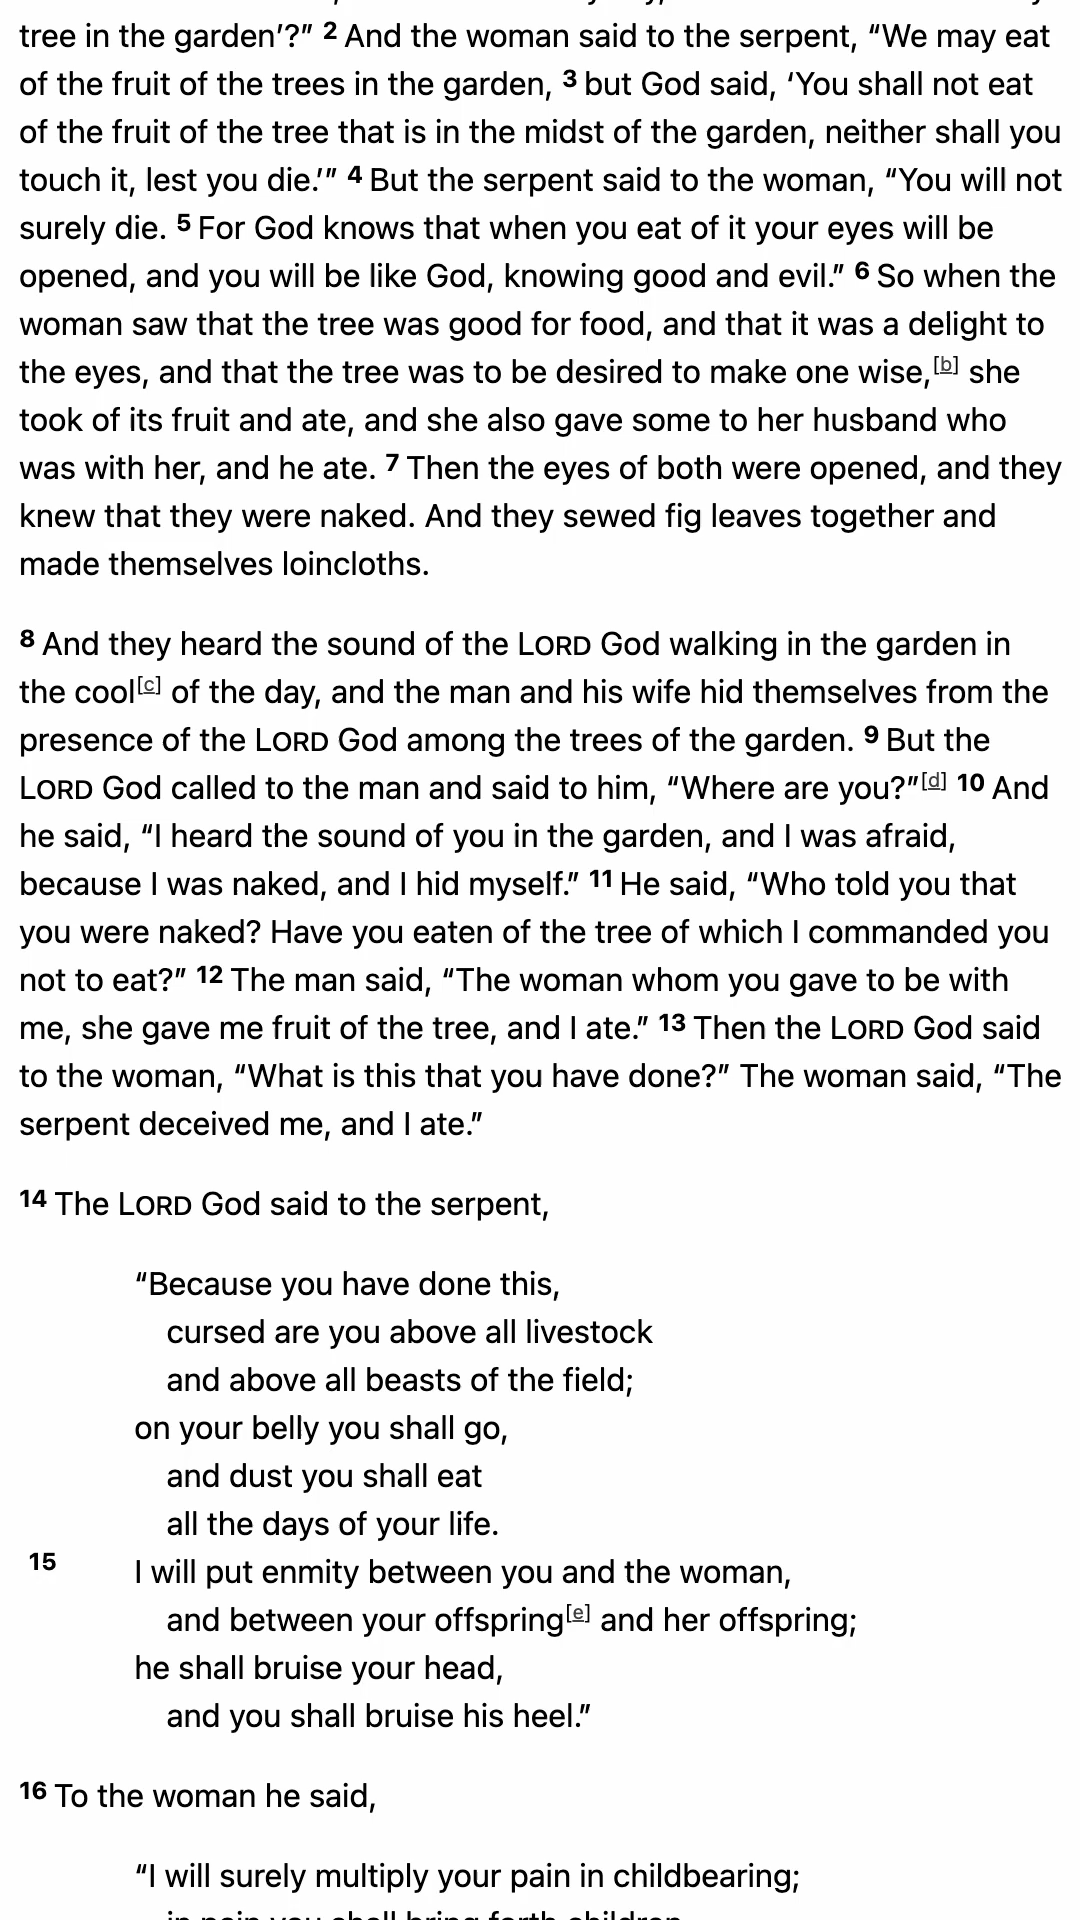 tree in the garden’?” 2 And the woman said to the serpent, “We may eat
of the fruit of the trees in the garden, 3 but God said, ‘You shall not eat
of the fruit of the tree that is in the midst of the garden, neither shall you
touch it, lest you die.’” 4 But the serpent said to the woman, “You will not
surely die. 5 For God knows that when you eat of it your eyes will be
opened, and you will be like God, knowing good and evil.” 6 So when the
woman saw that the tree was good for food, and that it was a delight to
the eyes, and that the tree was to be desired to make one wise,[b] she
took of its fruit and ate, and she also gave some to her husband who
was with her, and he ate. 7 Then the eyes of both were opened, and they
knew that they were naked. And they sewed fig leaves together and
made themselves loincloths.
8 And they heard the sound of the LORD God walking in the garden in
the cool[c] of the day, and the man and his wife hid themselves from the
presence of the LORD God among the trees of the garden. 9 But the
LORD God called to the man and said to him, “Where are you?”[d] 10 And
he said, “I heard the sound of you in the garden, and I was afraid,
because I was naked, and I hid myself.” 11 He said, “Who told you that
you were naked? Have you eaten of the tree of which I commanded you
not to eat?” 12 The man said, “The woman whom you gave to be with
me, she gave me fruit of the tree, and I ate.” 13 Then the LORD God said
to the woman, “What is this that you have done?” The woman said, “The
serpent deceived me, and I ate.”
14 The LORD God said to the serpent,
“Because you have done this,
cursed are you above all livestock
and above all beasts of the field;
on your belly you shall go,
and dust you shall eat
all the days of your life.
15 I will put enmity between you and the woman,
and between your offspring[e] and her offspring;
he shall bruise your head,
and you shall bruise his heel.”
16 To the woman he said,
“I will surely multiply your pain in childbearing;
in pain you shall bring forth children